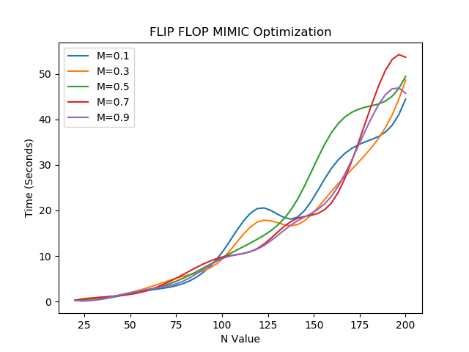 FLIP FLOP MIMIC Optimization
M=0.1
M=0.3
M=0.5
M=0.7
M=0.9
Time (Seconds)
50
40
30
20
10
0
25 50 75 100 125 150 175 200
N Value